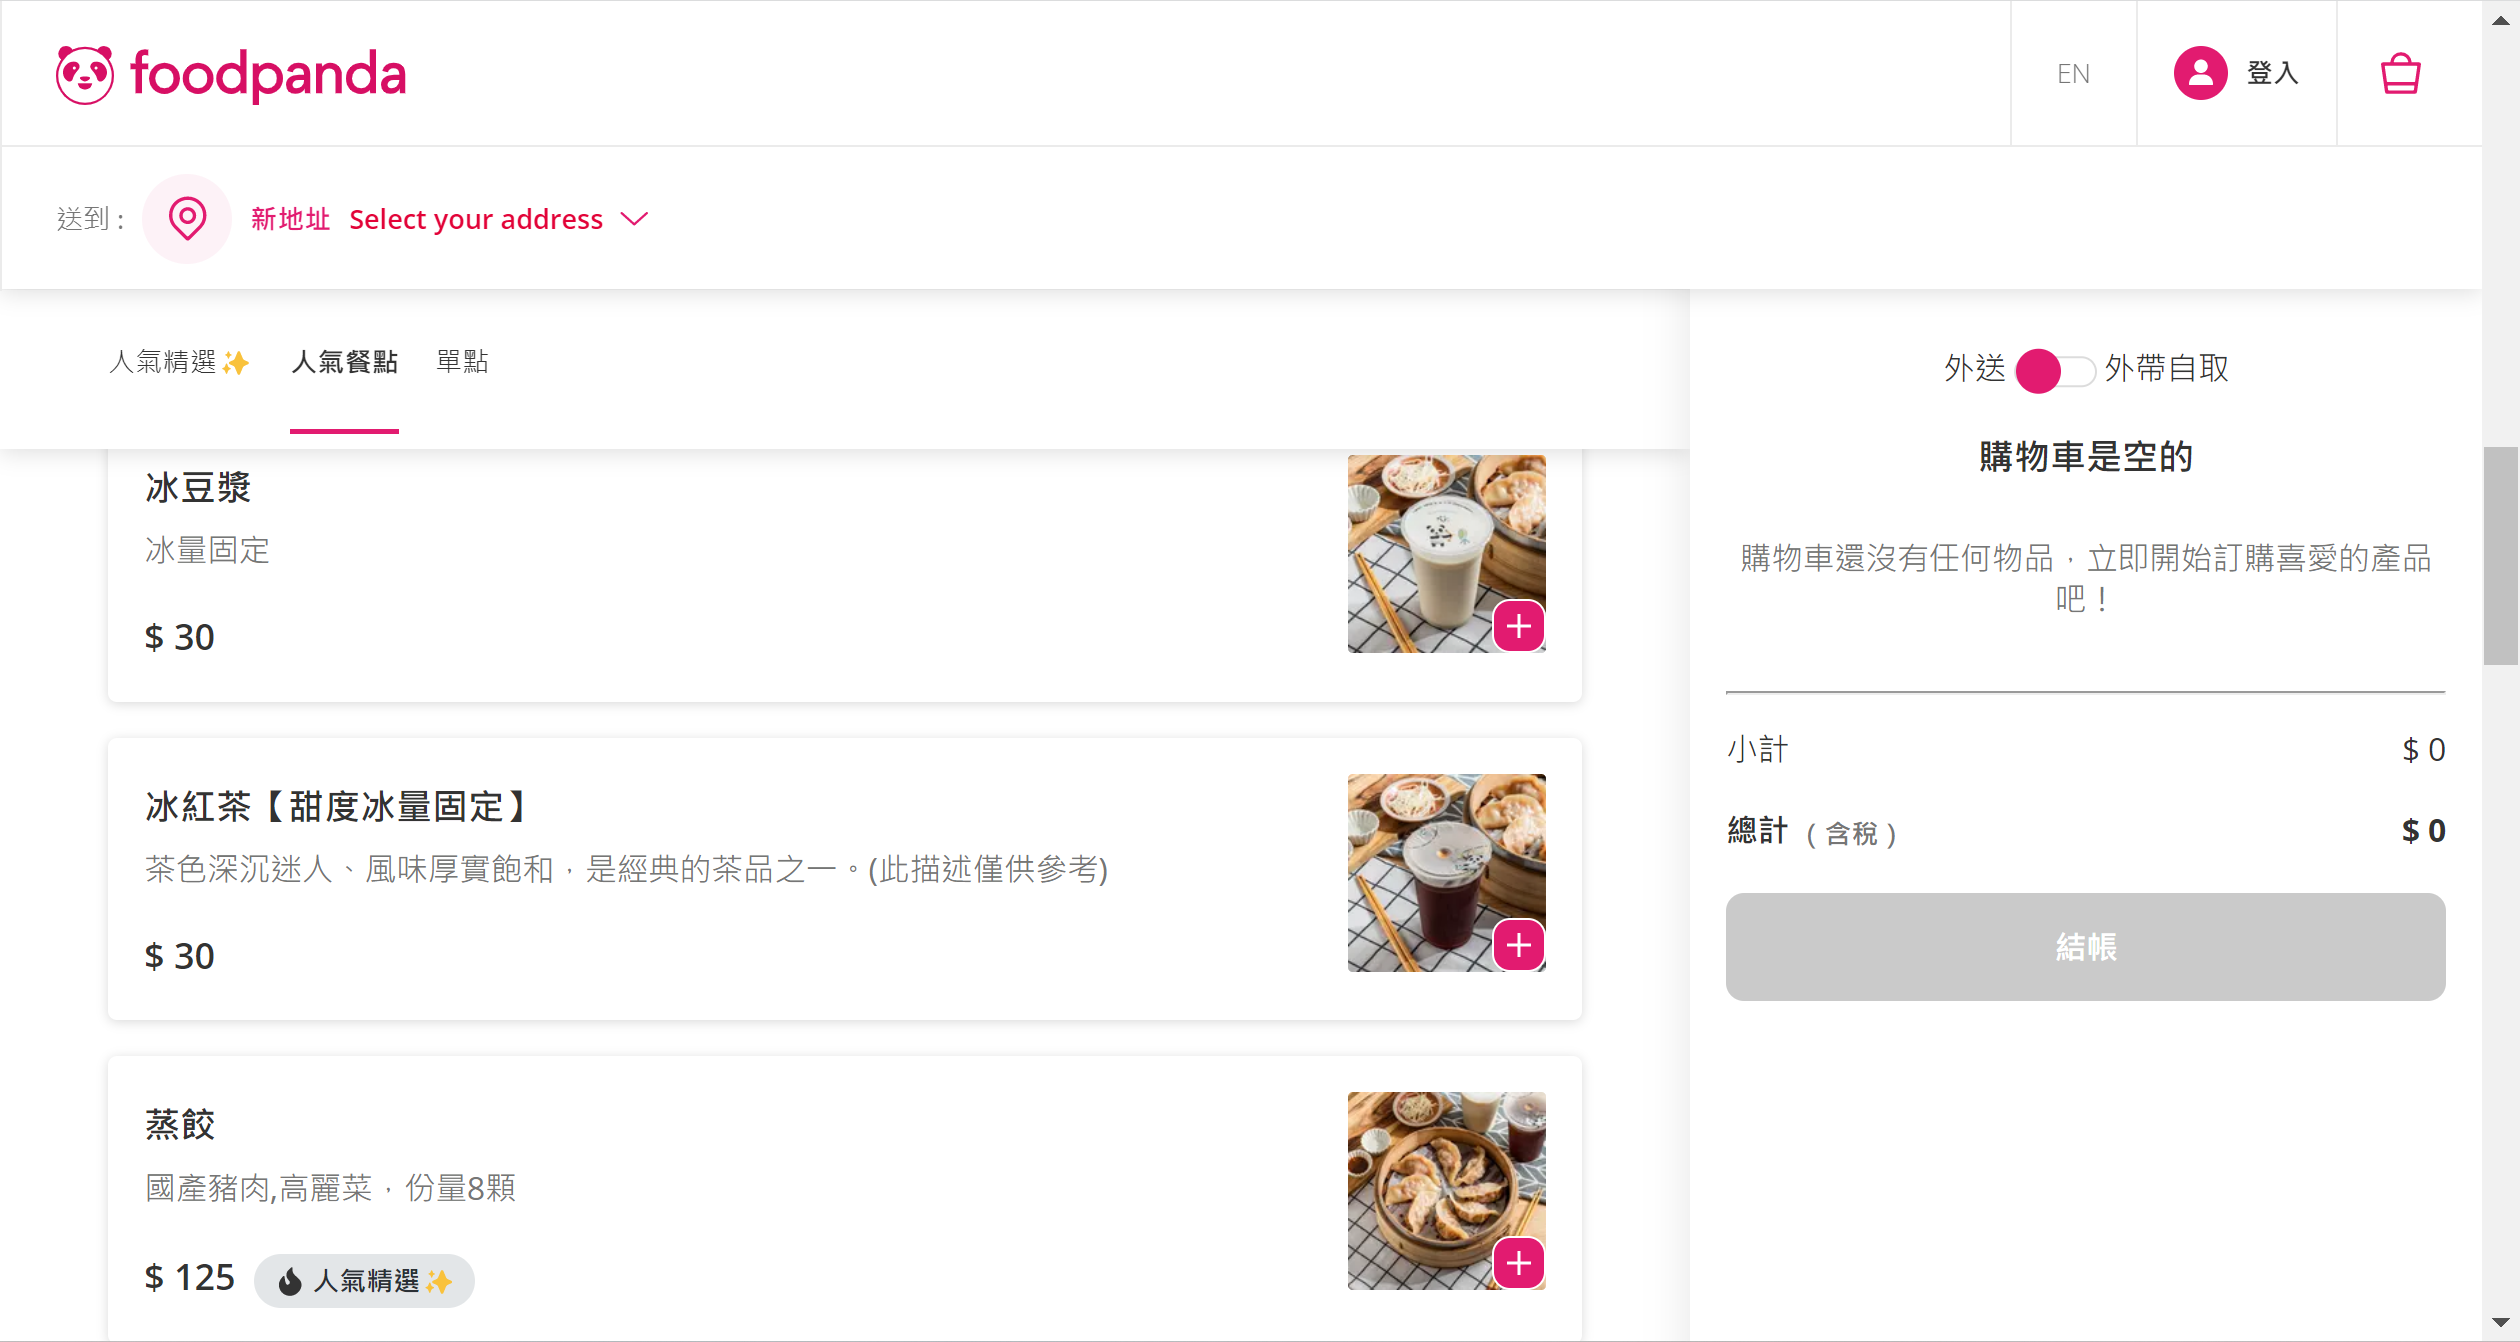 foodpanda
EN
登入
送到 :
新地址 Select your address
人氣精選✨ 人氣餐點 單點
冰豆漿
冰量固定
$ 30
冰紅茶【甜度冰量固定】
茶色深沉迷人、風味厚實飽和，是經典的茶品之一。(此描述僅供參考)
$ 30
蒸餃
國產豬肉,高麗菜，份量8顆
$ 125 人氣精選✨
外送 外帶自取
購物車是空的
購物車還沒有任何物品，立即開始訂購喜愛的產品
吧！
小計 $ 0
總計 ( 含稅 ) $ 0
結帳